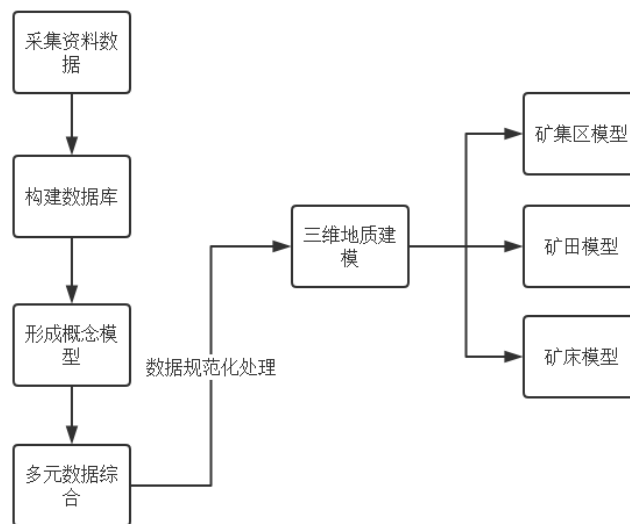 采集资料数
据
构建数据库
形成概念模
型
多元数据综
合
数据规范化处理
三维地质建
模
矿集区模型
矿田模型
矿床模型